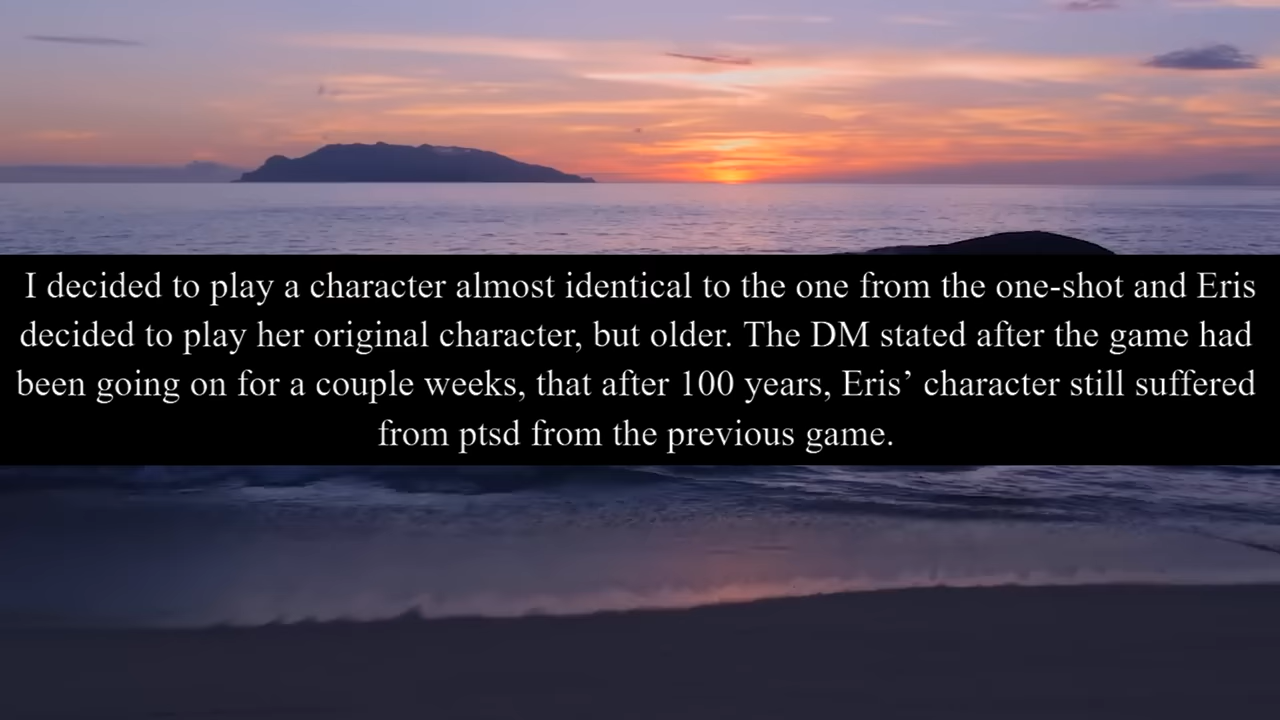 I decided to play a character almost identical to the one from the one-shot and Eris
decided to play her original character, but older. The DM stated after the game had
been going on for a couple weeks, that after 100 years, Eris’ character still suffered
from ptsd from the previous game.